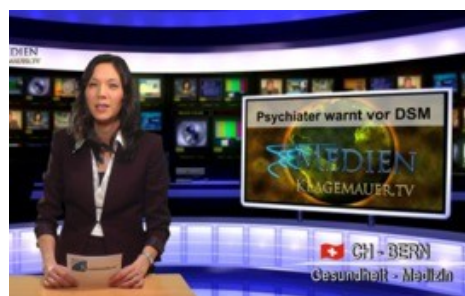 Psychiater warnt vor DSM
MEDIEN
KLAGEMAUER.TV
CH - BERN
Gesundheit - Medizin